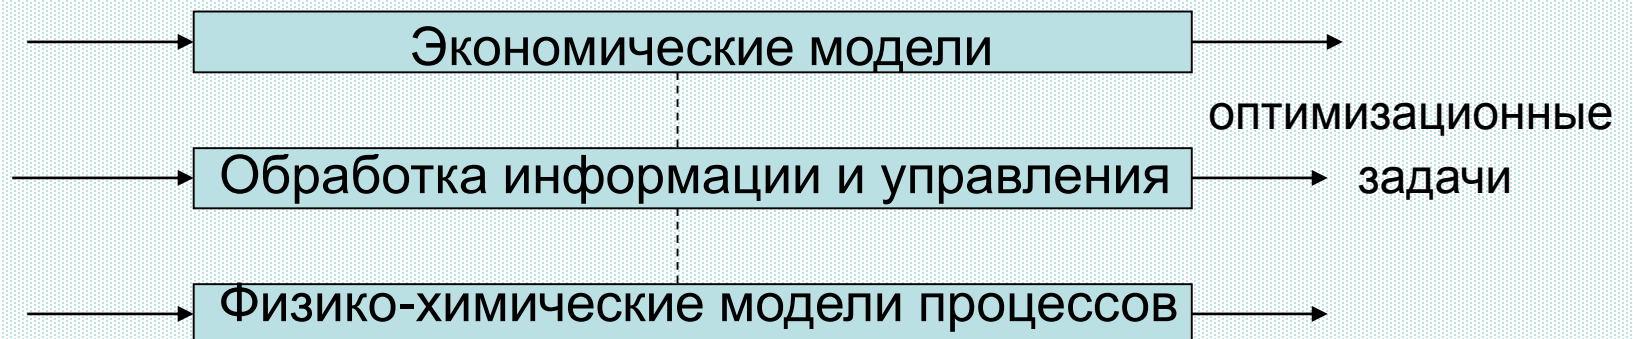 Экономические модели
оптимизационные
Обработка информации и управления
задачи
Физико-химические модели процессов